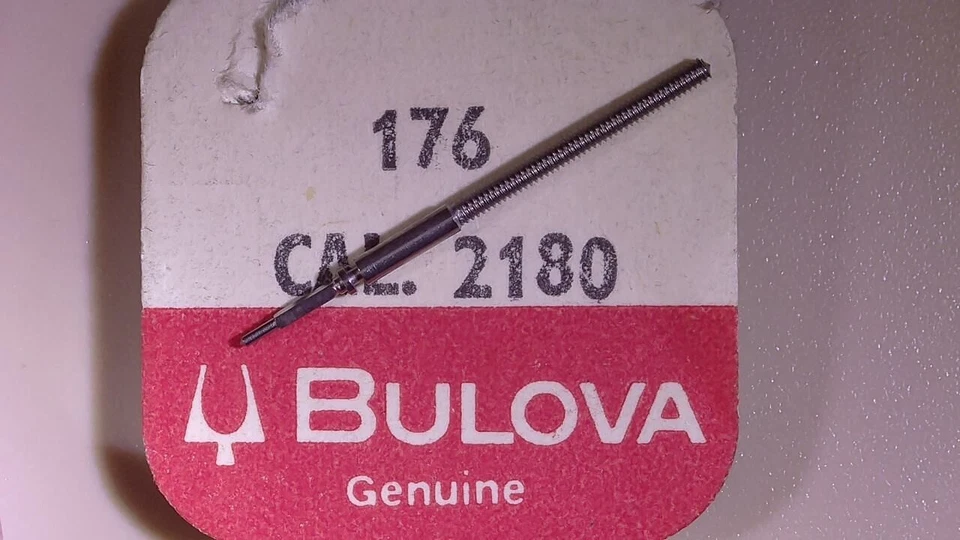 176
CAL. 2180
BULOVA
Genuine